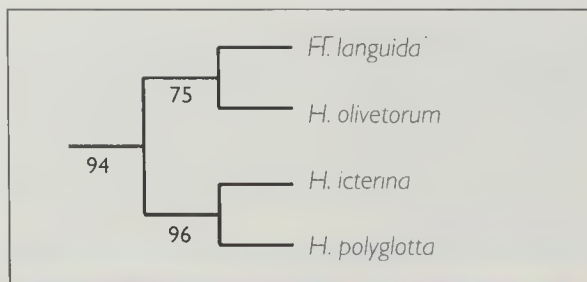 H. languida
75
H. olivetorum
94
H. icterina
96
H. polyglotta